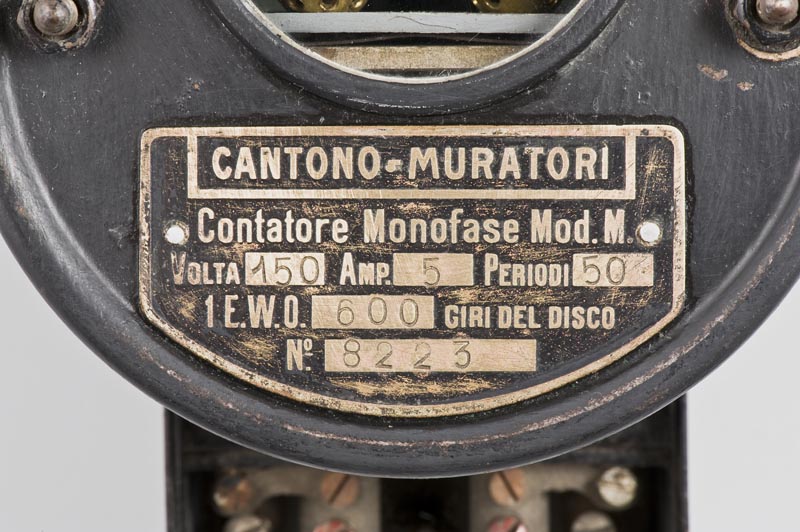 CANTONO-MURATORI
Contatore Monofase Mod. M.
VOLTA 150 AMP. 5 PERIODI 50
1 E.W.O. 600 GIRI DEL DISCO
Nº 8223